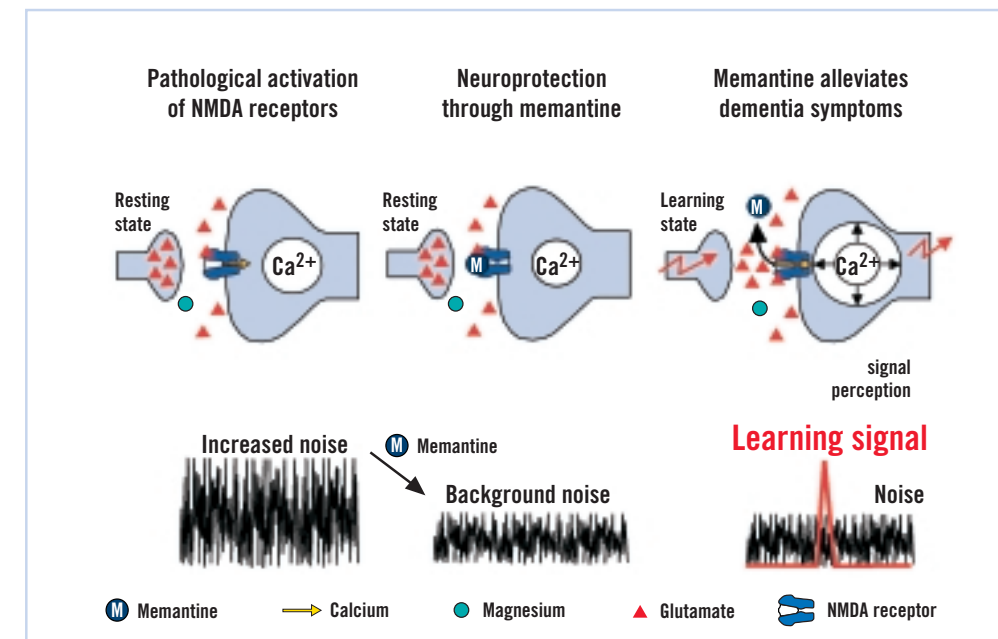 Pathological activation
of NMDA receptors
Neuroprotection
through memantine
Memantine alleviates
dementia symptoms
Resting
state
Ca2+
Resting
state
M
Ca2+
Learning
state
M
Ca2+
signal
perception
Increased noise
M Memantine
Background noise
Learning signal
Noise
M Memantine
Calcium
Magnesium
Glutamate
NMDA receptor